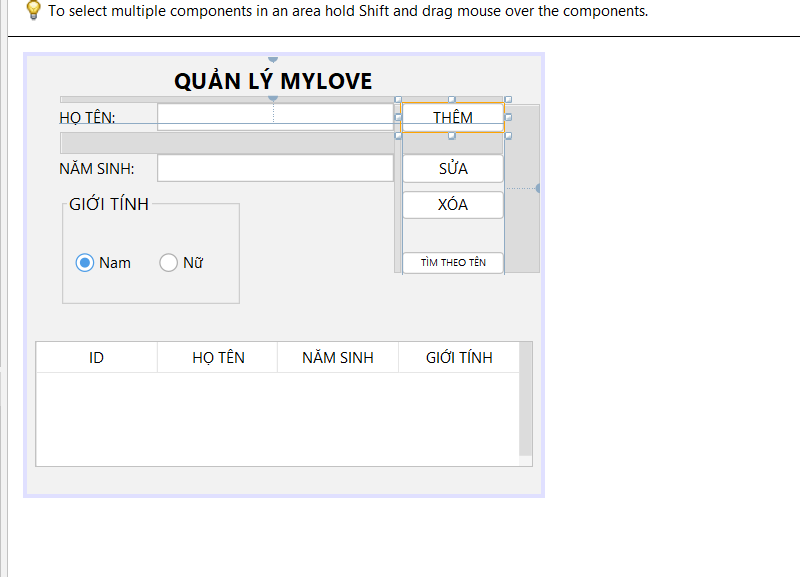 To select multiple components in an area hold Shift and drag mouse over the components.
QUẢN LÝ MYLOVE
HỌ TÊN: THÊM
NĂM SINH: SỬA
GIỚI TÍNH XÓA
Nam Nữ TÌM THEO TÊN
ID HỌ TÊN NĂM SINH GIỚI TÍNH